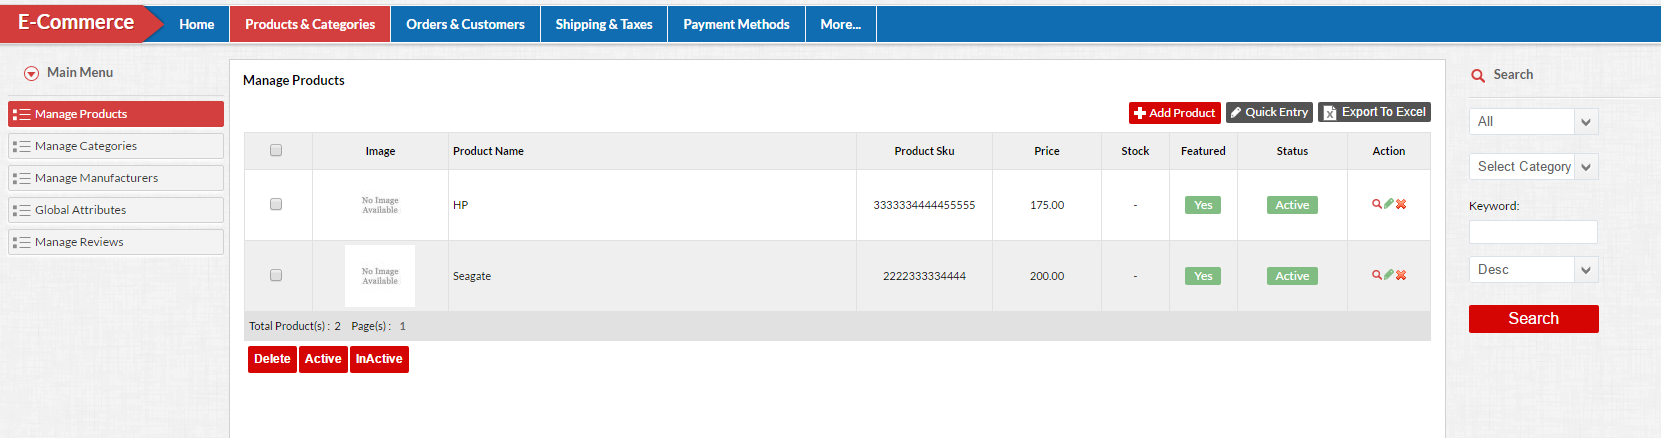 E-Commerce
Home
Products & Categories
Orders & Customers
Shipping & Taxes
Payment Methods
More...
Main Menu
Manage Products
Manage Categories
Manage Manufacturers
Global Attributes
Manage Reviews
Manage Products
Add Product
Quick Entry
Export To Excel
Image Product Name Product Sku Price Stock Featured Status Action
No Image
Available
HP 3333334444455555 175.00 - Yes Active
No Image
Available
Seagate 2222333334444 200.00 - Yes Active
Total Product(s) : 2 Page(s) : 1
Delete Active InActive
Search
All
Select Category
Keyword:
Desc
Search